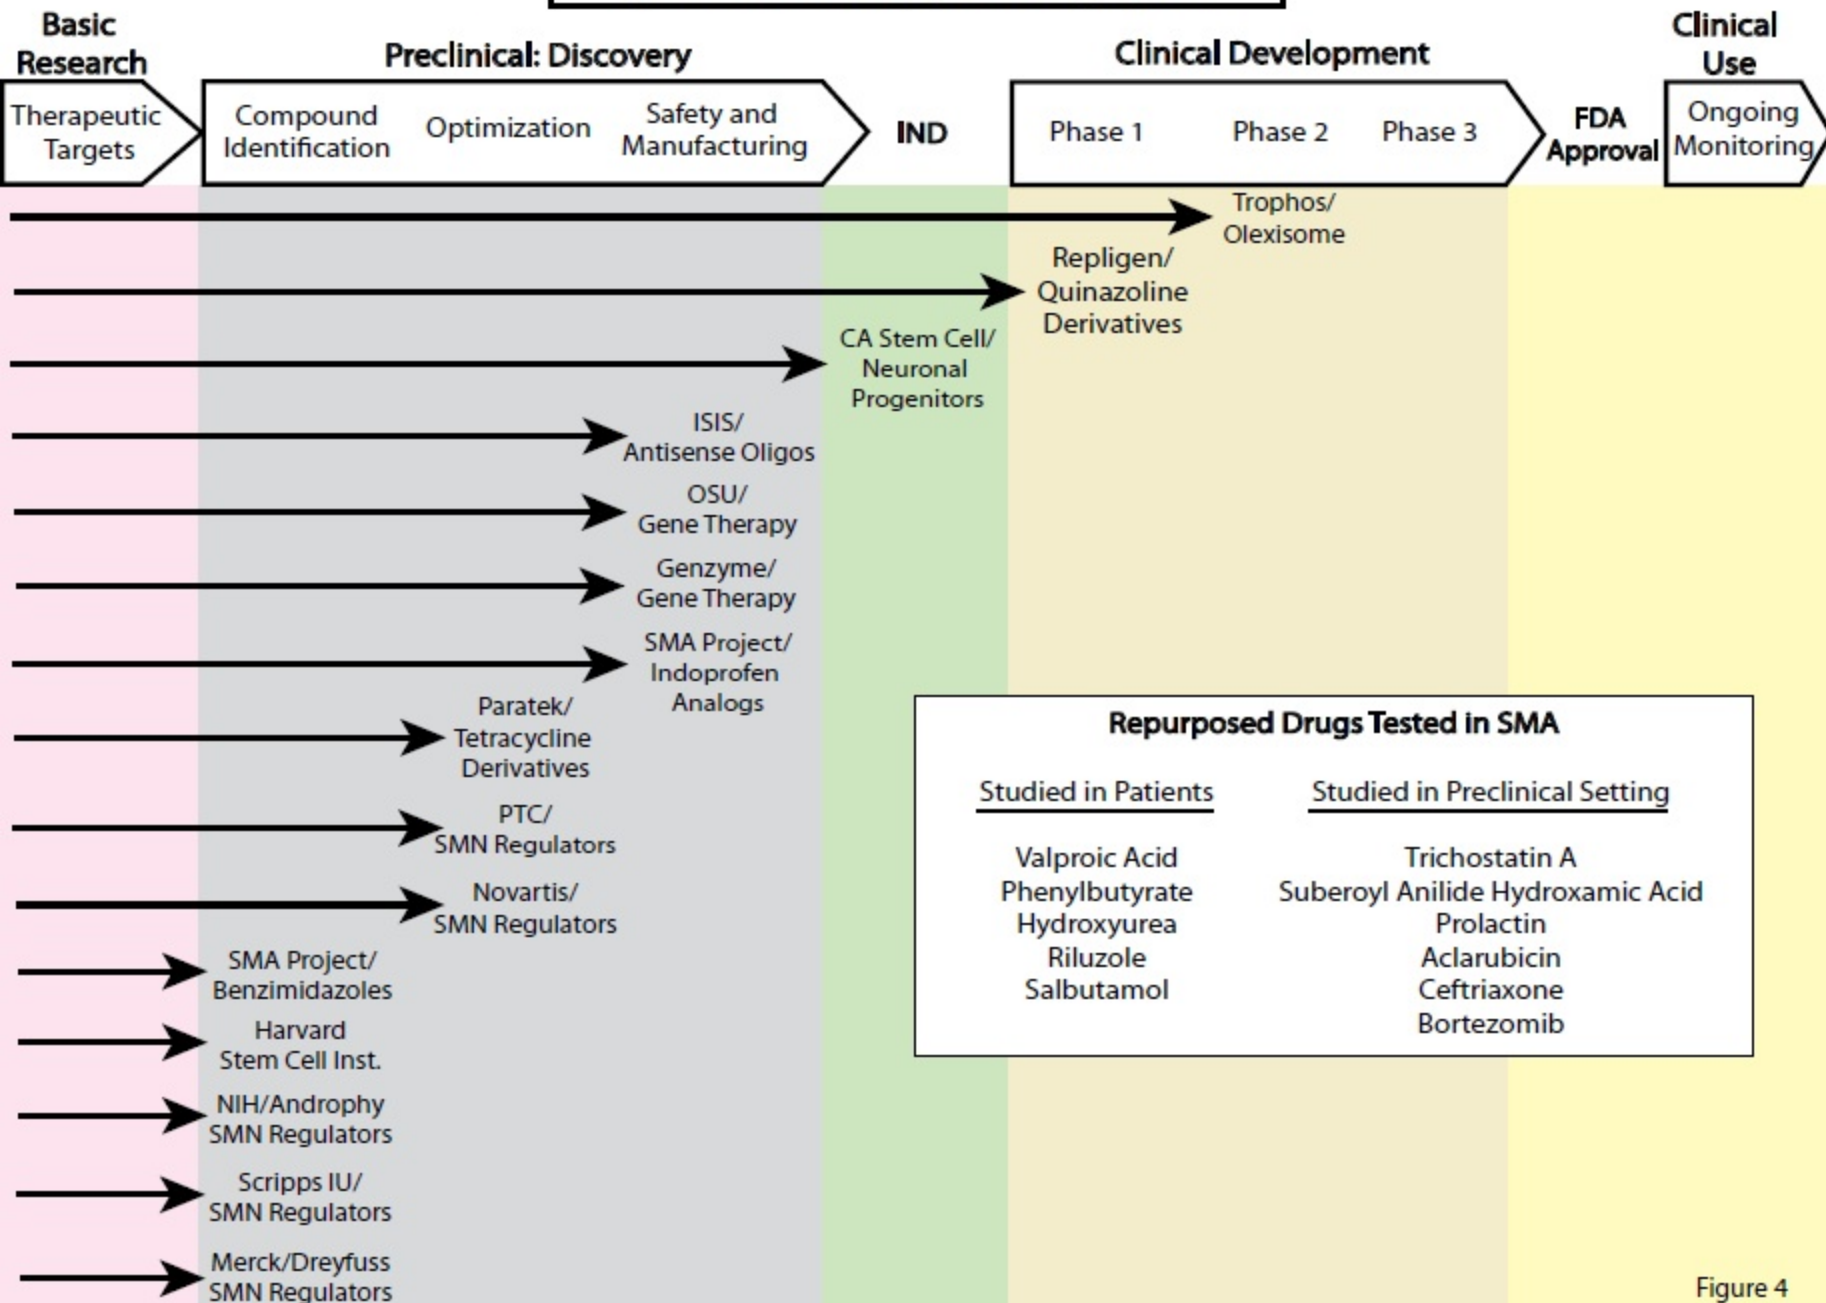 Basic
Research
Preclinical: Discovery
Clinical Development
Clinical
Use
Therapeutic
Targets
Compound
Identification
Optimization
Safety and
Manufacturing
IND
Phase 1
Phase 2
Phase 3
FDA
Approval
Ongoing
Monitoring
Trophos/
Olexisome
Repligen/
Quinazoline
Derivatives
CA Stem Cell/
Neuronal
Progenitors
ISIS/
Antisense Oligos
OSU/
Gene Therapy
Genzyme/
Gene Therapy
SMA Project/
Indoprofen
Analogs
Paratek/
Tetracycline
Derivatives
PTC/
SMN Regulators
Novartis/
SMN Regulators
SMA Project/
Benzimidazoles
Harvard
Stem Cell Inst.
NIH/Androphy
SMN Regulators
Scripps IU/
SMN Regulators
Merck/Dreyfuss
SMN Regulators
Repurposed Drugs Tested in SMA
Studied in Patients
Valproic Acid
Phenylbutyrate
Hydroxyurea
Riluzole
Salbutamol
Studied in Preclinical Setting
Trichostatin A
Suberoyl Anilide Hydroxamic Acid
Prolactin
Aclarubicin
Ceftriaxone
Bortezomib
Figure 4